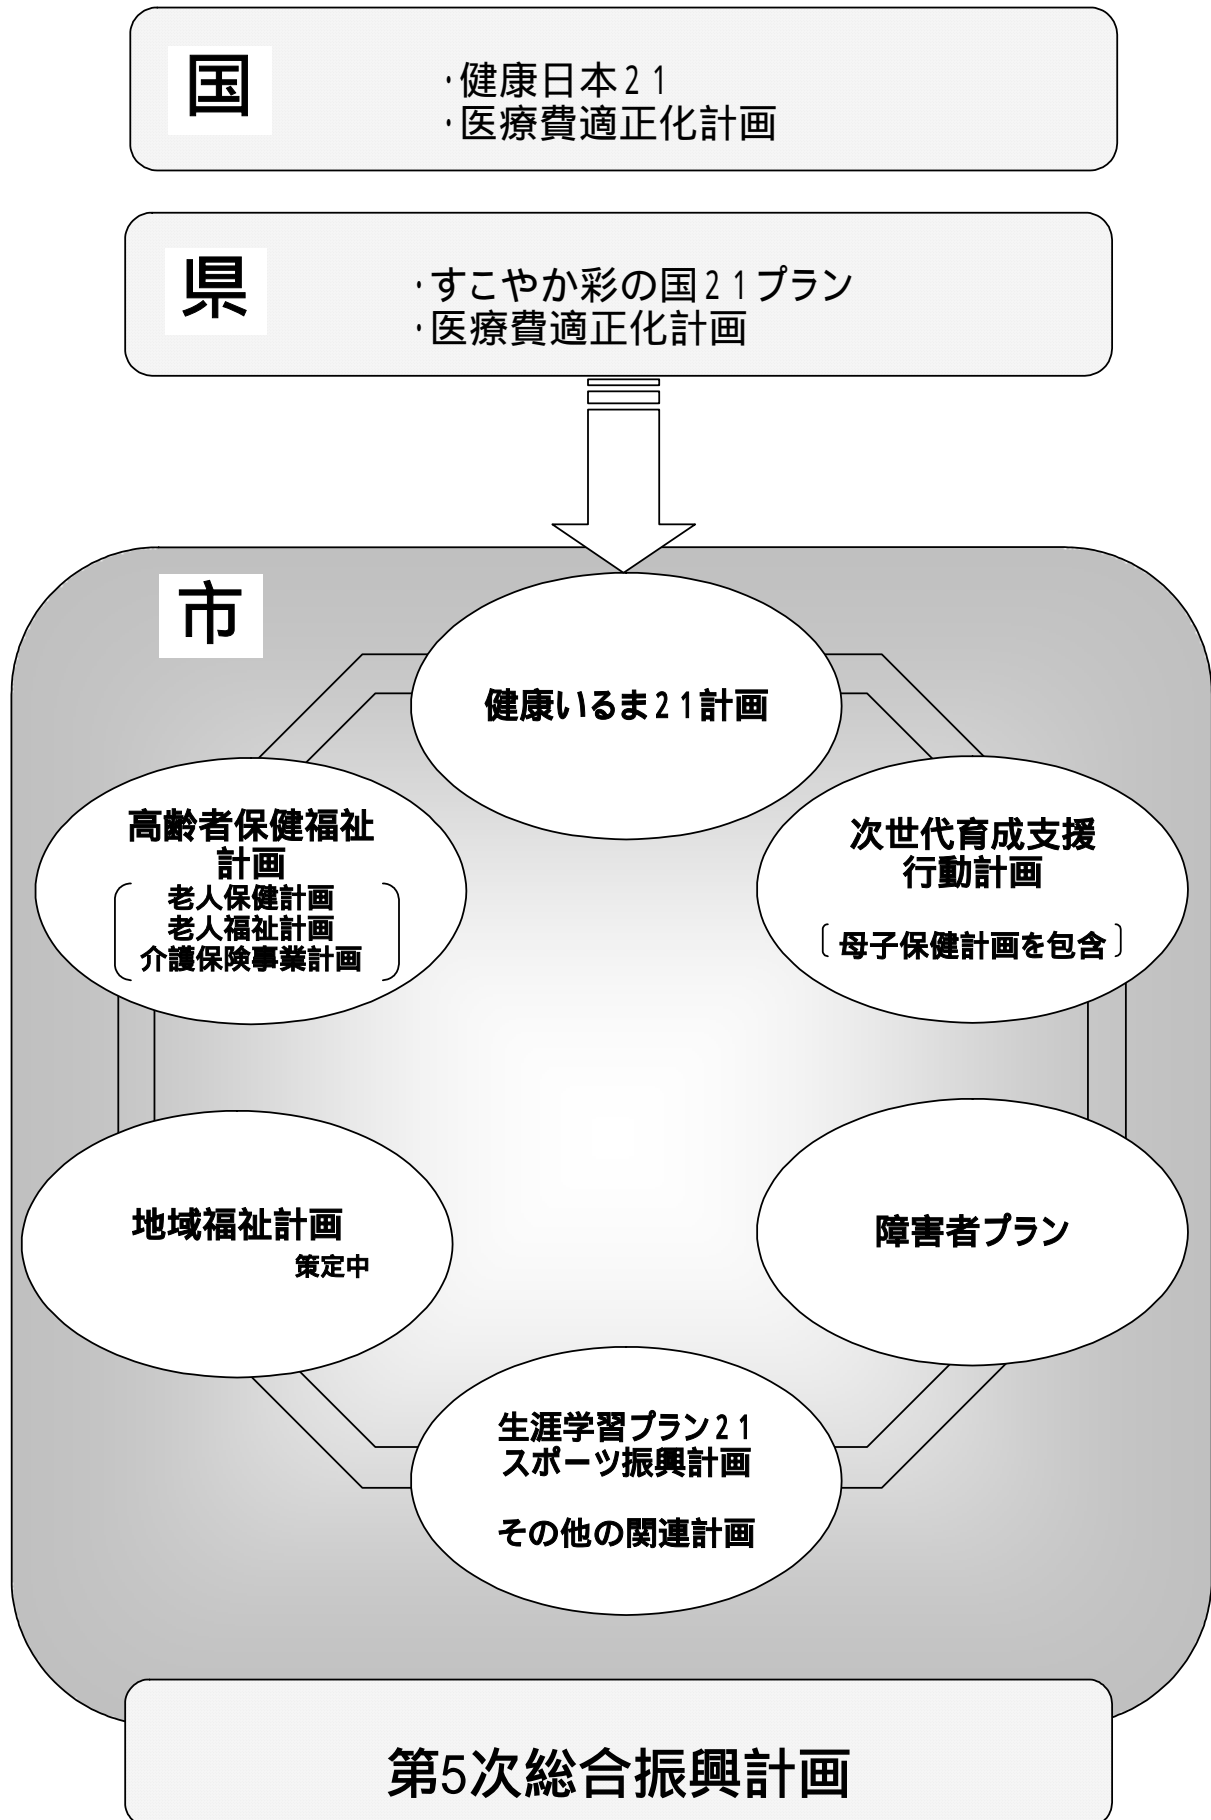 国
・健康日本２１
・医療費適正化計画
県
・すこやか彩の国２１プラン
・医療費適正化計画
市
健康いるま２１計画
高齢者保健福祉
計画
老人保健計画
老人福祉計画
介護保険事業計画
次世代育成支援
行動計画
〔母子保健計画を包含〕
地域福祉計画
策定中
障害者プラン
生涯学習プラン２１
スポーツ振興計画
その他の関連計画
第5次総合振興計画